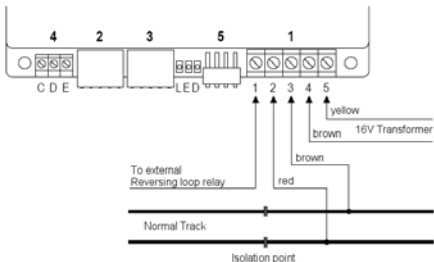 4 2 3 5 1
C D E LED 1 2 3 4 5
yellow
16V Transformer
brown
brown
To external
Reversing loop relay
red
Normal Track
Isolation point